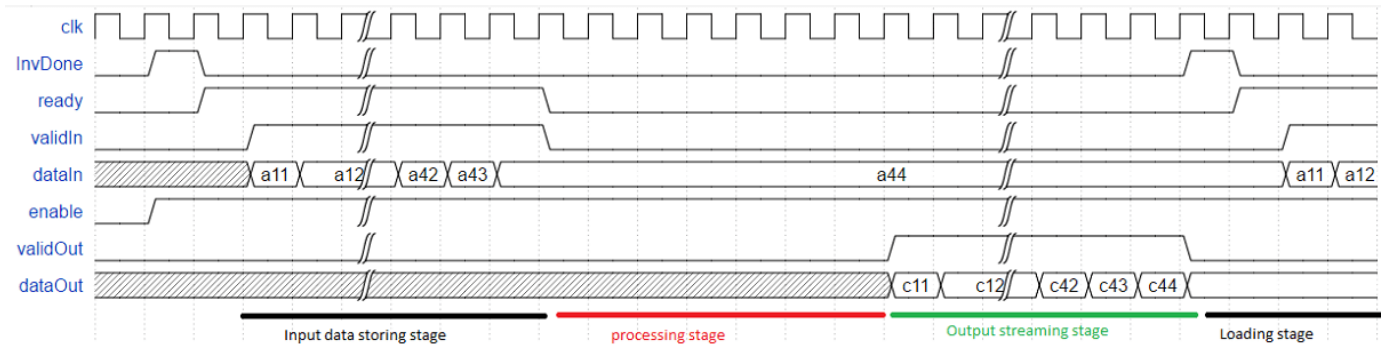 clk
InvDone
ready
validIn
dataIn a11 a12 a42 a43 a44 a11 a12
enable
validOut
dataOut c11 c12 c42 c43 c44
Input data storing stage processing stage Output streaming stage Loading stage